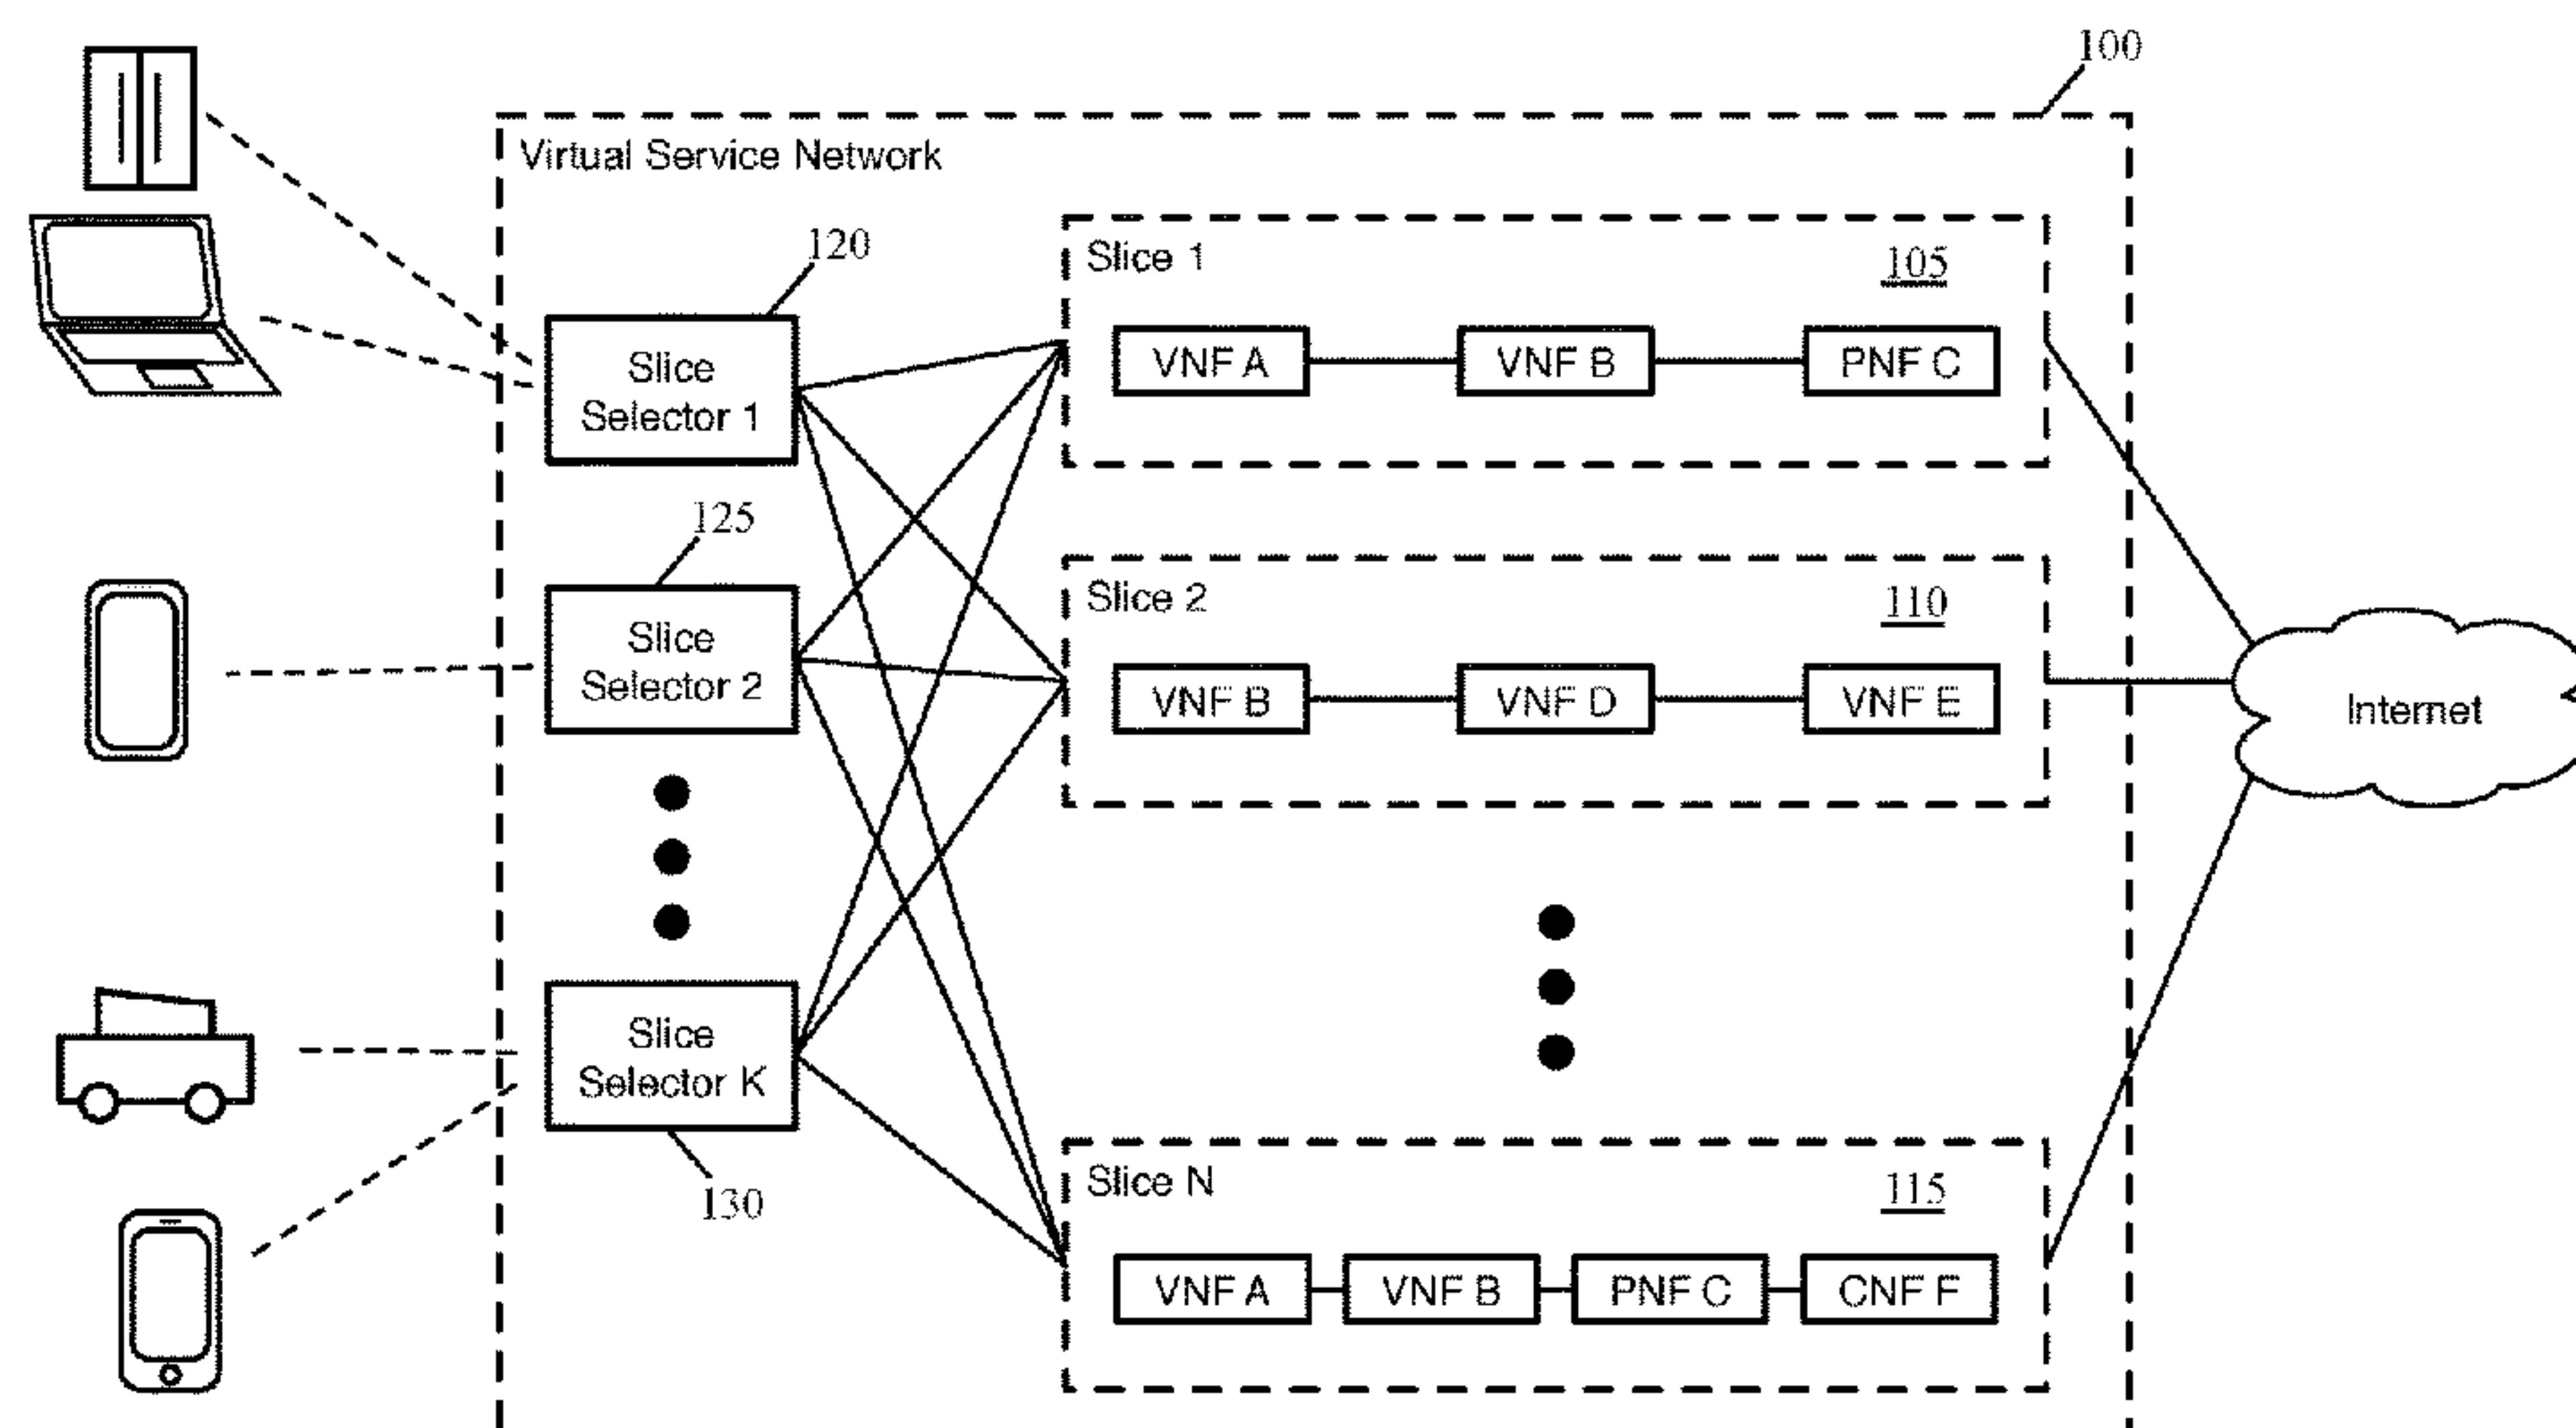 100
Virtual Service Network
120
Slice
Selector 1
Slice 1
105
VNF A
VNF B
PNF C
125
Slice
Selector 2
Slice 2
110
VNF B
VNF D
VNF E
Internet
Slice
Selector K
130
Slice N
115
VNF A
VNF B
PNF C
CNF F